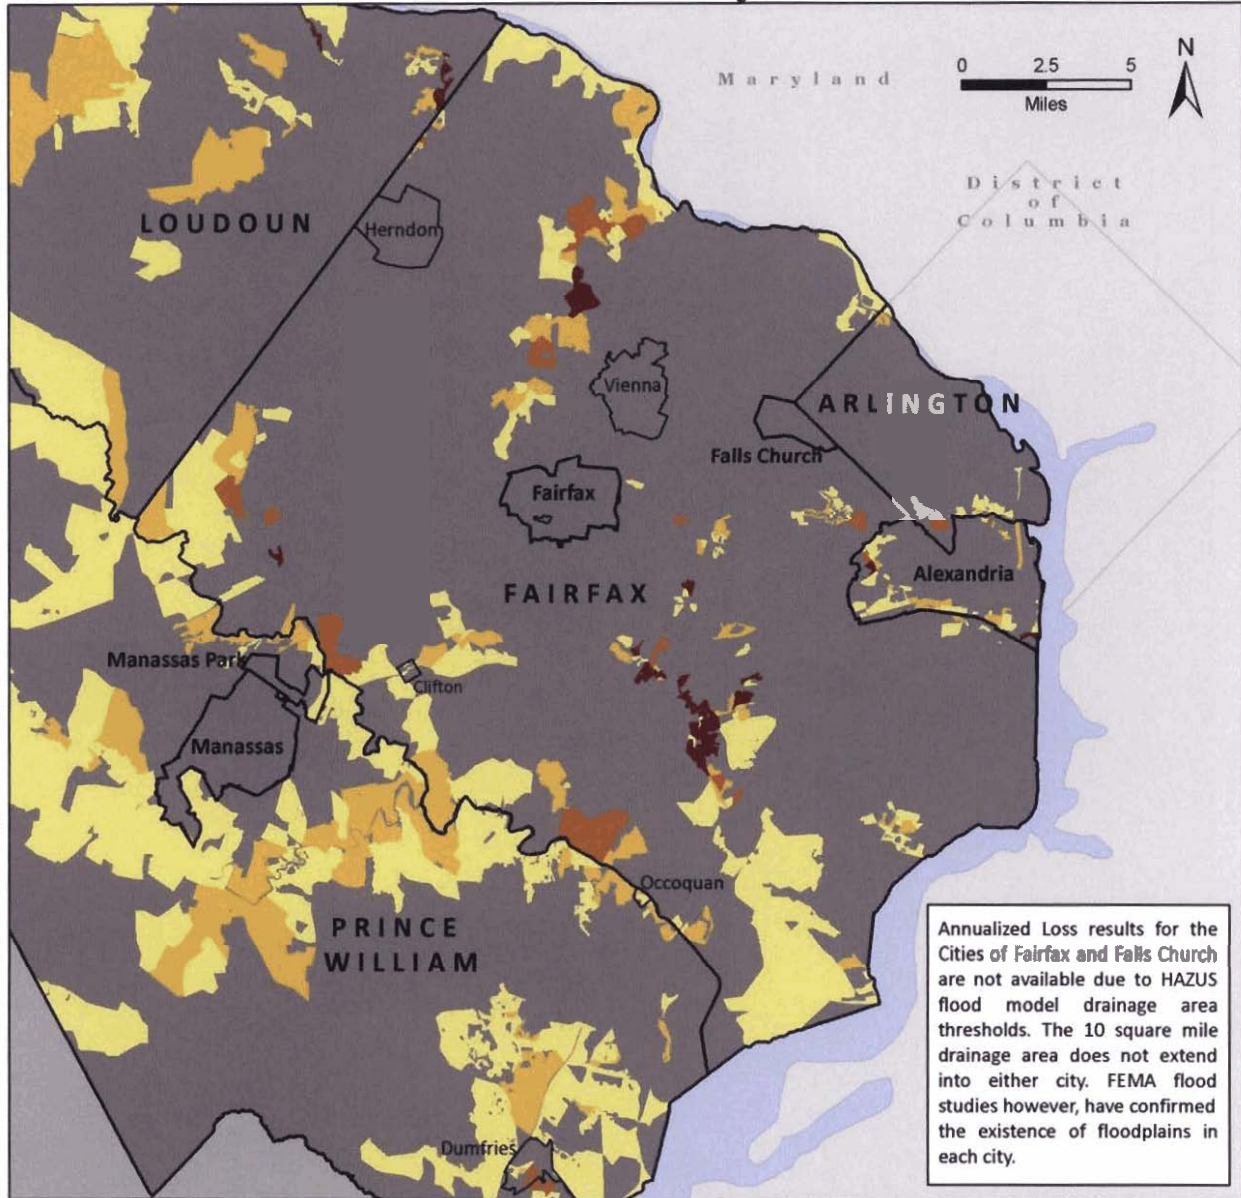 N
0 2.5 5
Miles
Maryland
District
of
Columbia
LOUDOUN
Herndon
Vienna
ARLINGTON
Falls Church
Fairfax
FAIRFAX
Alexandria
Manassas Park
Clifton
Manassas
Occoquan
PRINCE
WILLIAM
Dumfries
Annualized Loss results for the
Cities of Fairfax and Falls Church
are not available due to HAZUS
flood model drainage area
thresholds. The 10 square mile
drainage area does not extend
into either city. FEMA flood
studies however, have confirmed
the existence of floodplains in
each city.